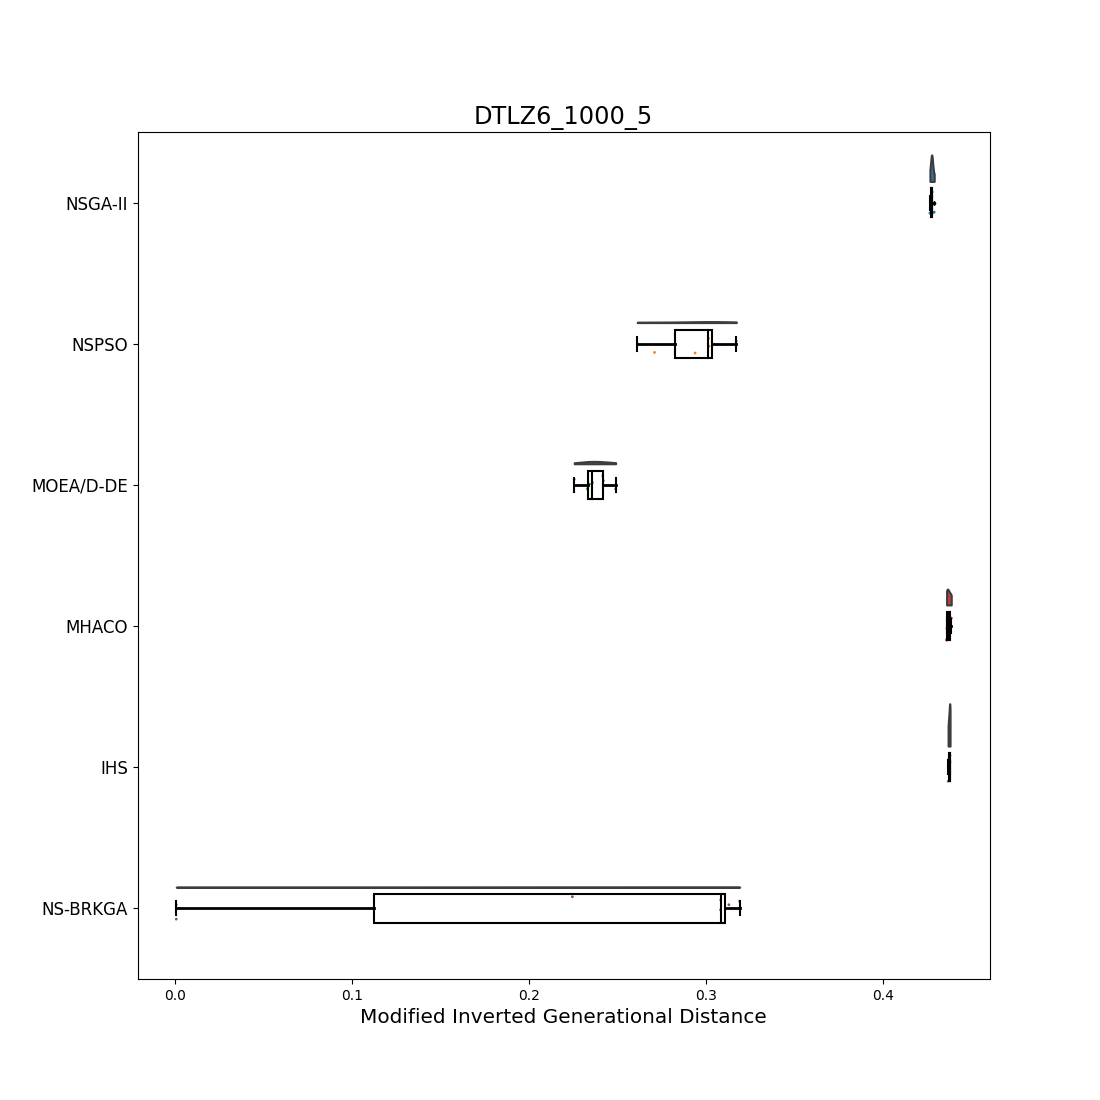 DTLZ6_1000_5
NSGA-II
NSPSO
MOEA/D-DE
MHACO
IHS
NS-BRKGA
0.0 0.1 0.2 0.3 0.4
Modified Inverted Generational Distance